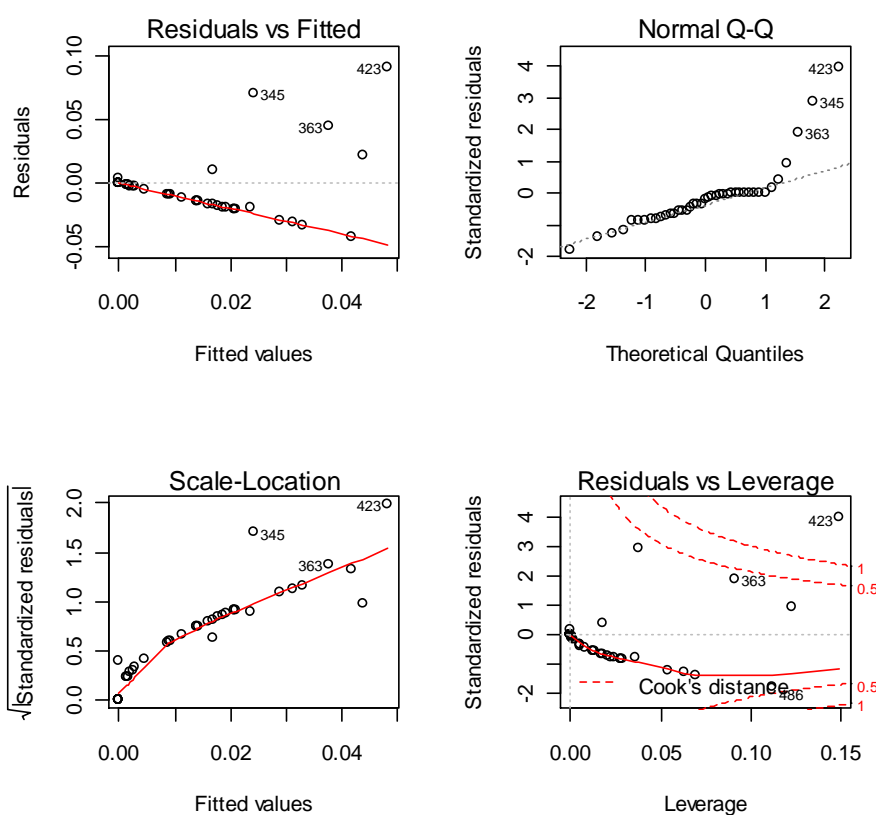 Residuals vs Fitted
Residuals
0.10
0.05
0.00
-0.05
423
345
363
0.00 0.02 0.04
Fitted values
Normal Q-Q
Standardized residuals
4
3
2
1
0
-2
423
345
363
-2 -1 0 1 2
Theoretical Quantiles
Scale-Location
√|Standardized residuals|
2.0
1.5
1.0
0.5
0.0
423
345
363
0.00 0.02 0.04
Fitted values
Residuals vs Leverage
Standardized residuals
4
2
0
-2
423
363
486
1
0.5
0.5
1
Cook's distance
0.00 0.05 0.10 0.15
Leverage